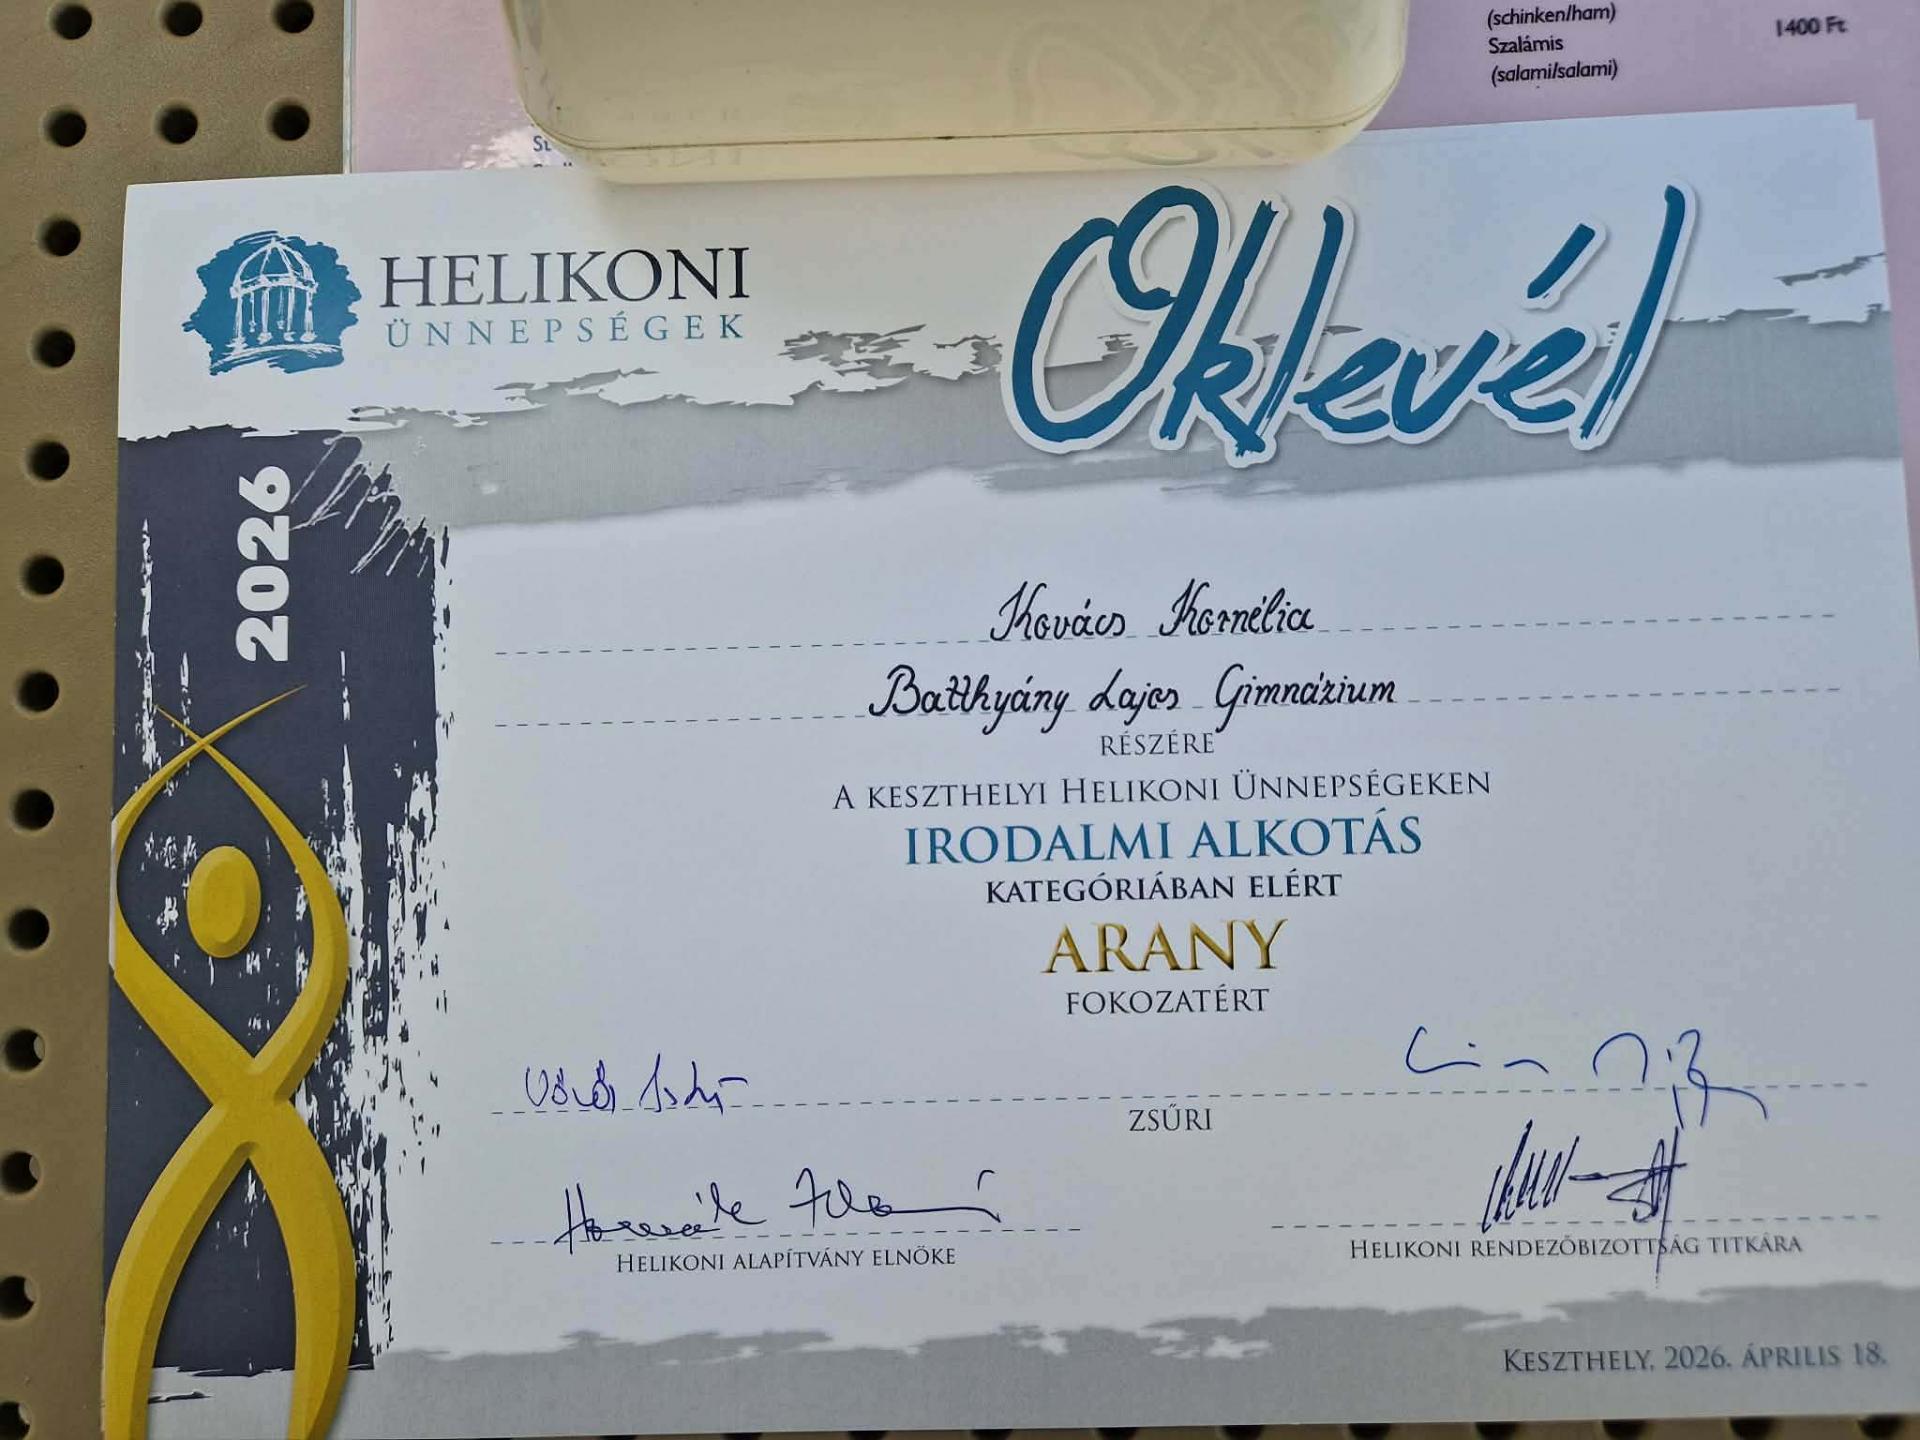 (schinken/ham)
Szalámis
(salami/salami)
1400 Ft
HELIKONI
ÜNNEPSÉGEK
Oklevél
2026
Kovács Kornélia
Batthyány Lajos Gimnázium
RÉSZÉRE
A KESZTHELYI HELIKONI ÜNNEPSÉGEKEN
IRODALMI ALKOTÁS
KATEGÓRIÁBAN ELÉRT
ARANY
FOKOZATÉRT
ZSŰRI
HELIKONI ALAPÍTVÁNY ELNÖKE
HELIKONI RENDEZŐBIZOTTSÁG TITKÁRA
KESZTHELY, 2026. ÁPRILIS 18.